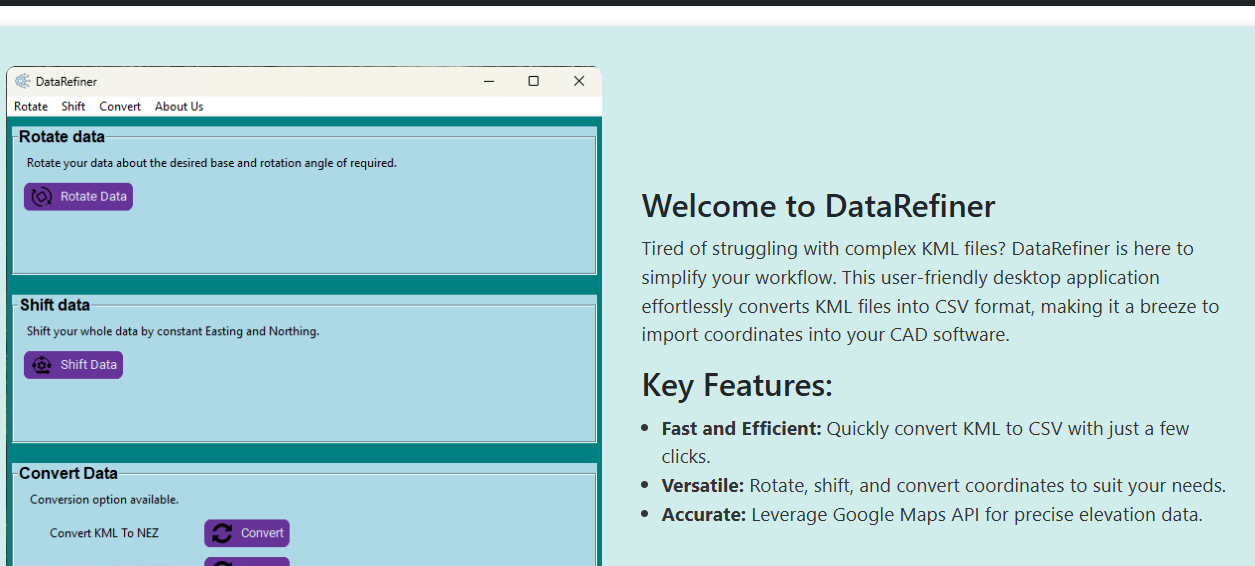 DataRefiner
Rotate Shift Convert About Us
Rotate data
Rotate your data about the desired base and rotation angle of required.
Rotate Data
Shift data
Shift your whole data by constant Easting and Northing.
Shift Data
Convert Data
Conversion option available.
Convert KML To NEZ
Convert
Welcome to DataRefiner
Tired of struggling with complex KML files? DataRefiner is here to
simplify your workflow. This user-friendly desktop application
effortlessly converts KML files into CSV format, making it a breeze to
import coordinates into your CAD software.
Key Features:
Fast and Efficient: Quickly convert KML to CSV with just a few
clicks.
Versatile: Rotate, shift, and convert coordinates to suit your needs.
Accurate: Leverage Google Maps API for precise elevation data.